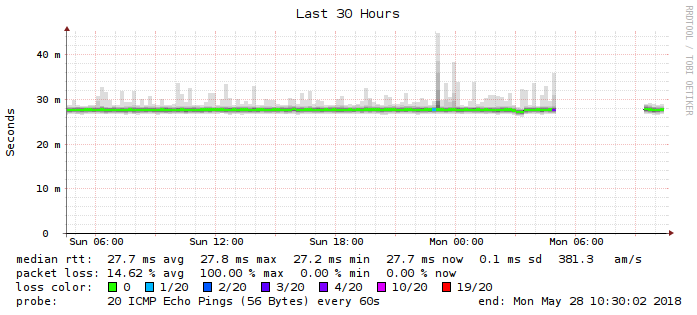 Last 30 Hours
RRDTOOL / TOBI OETIKER
Seconds
40 m
30 m
20 m
10 m
0
Sun 06:00 Sun 12:00 Sun 18:00 Mon 00:00 Mon 06:00
median rtt: 27.7 ms avg 27.8 ms max 27.2 ms min 27.7 ms now 0.1 ms sd 381.3 am/s
packet loss: 14.62 % avg 100.00 % max 0.00 % min 0.00 % now
loss color: 0 1/20 2/20 3/20 4/20 10/20 19/20
probe: 20 ICMP Echo Pings (56 Bytes) every 60s end: Mon May 28 10:30:02 2018